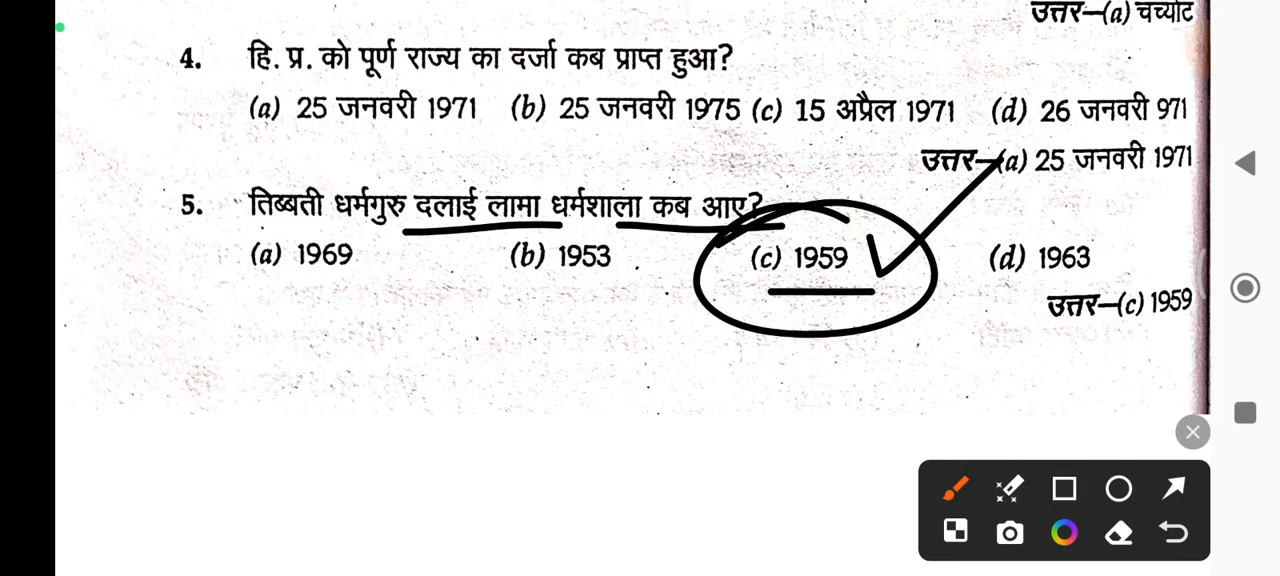 उत्तर–(a) चच्योट
4. हि. प्र. को पूर्ण राज्य का दर्जा कब प्राप्त हुआ?
(a) 25 जनवरी 1971 (b) 25 जनवरी 1975 (c) 15 अप्रैल 1971 (d) 26 जनवरी 971
उत्तर–(a) 25 जनवरी 1971
5. तिब्बती धर्मगुरु दलाई लामा धर्मशाला कब आए?
(a) 1969 (b) 1953 (c) 1959 (d) 1963
उत्तर–(c) 1959